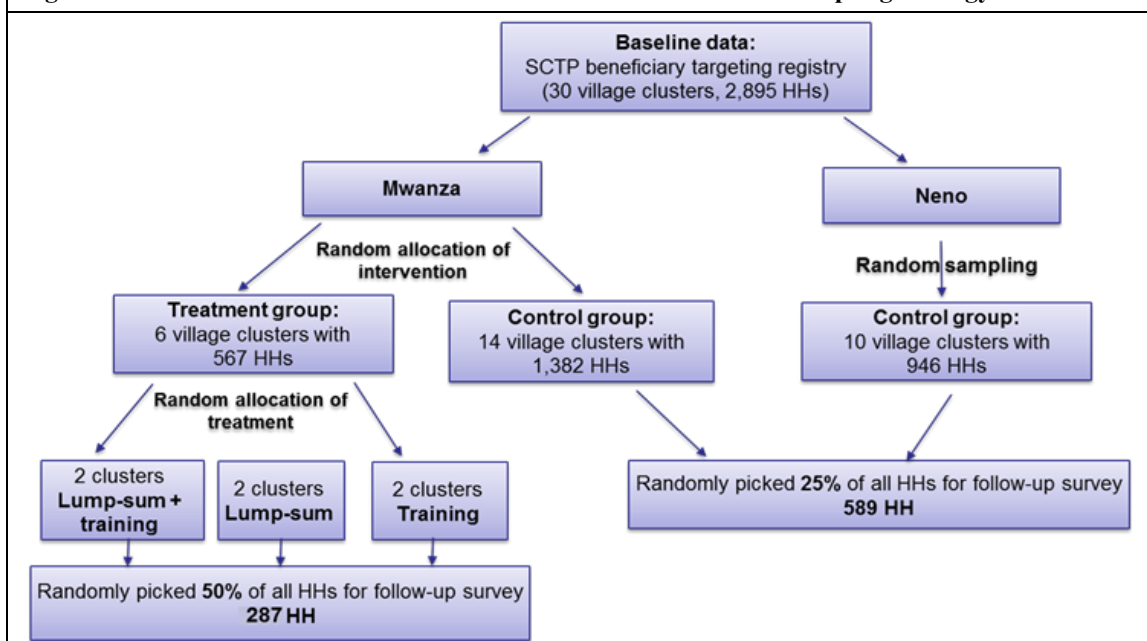 Baseline data:
SCTP beneficiary targeting registry
(30 village clusters, 2,895 HHs)
Mwanza
Neno
Random allocation of
intervention
Random sampling
Treatment group:
6 village clusters with
567 HHs
Control group:
14 village clusters with
1,382 HHs
Control group:
10 village clusters with
946 HHs
Random allocation of
treatment
2 clusters
Lump-sum +
training
2 clusters
Lump-sum
2 clusters
Training
Randomly picked 25% of all HHs for follow-up survey
589 HH
Randomly picked 50% of all HHs for follow-up survey
287 HH